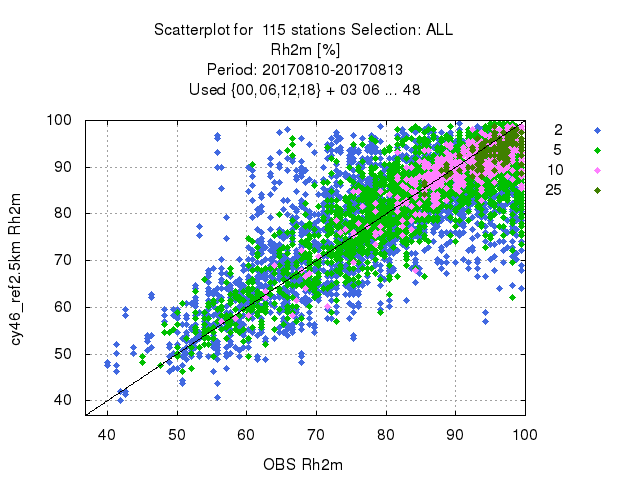 Scatterplot for  115 stations Selection: ALL
Rh2m [%]
Period: 20170810-20170813
Used {00,06,12,18} + 03 06 ... 48
100
90
80
70
60
50
40
cy46_ref2.5km Rh2m
2
5
10
25
40 50 60 70 80 90 100
OBS Rh2m